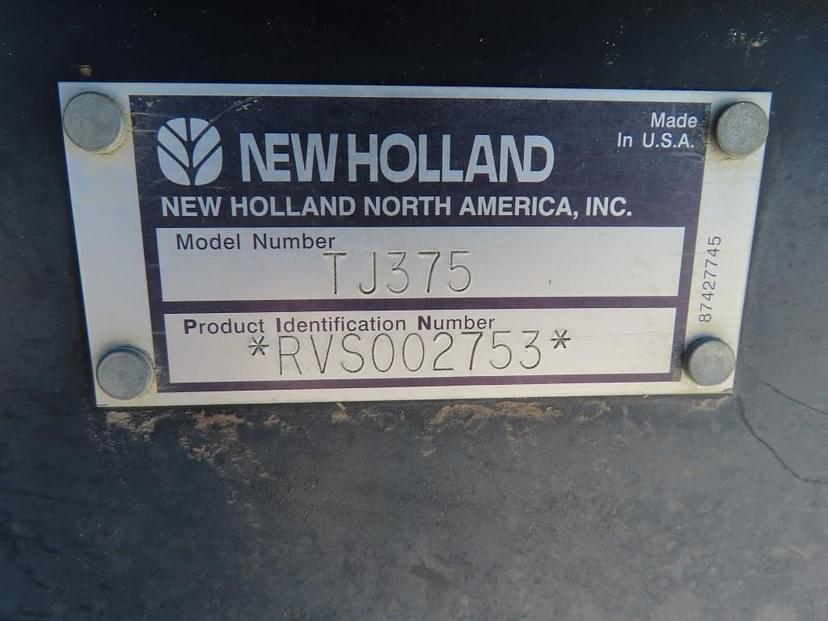 Made
In U.S.A.
NEW HOLLAND
NEW HOLLAND NORTH AMERICA, INC.
Model Number
TJ375
Product Identification Number
*RVS002753*
87427745